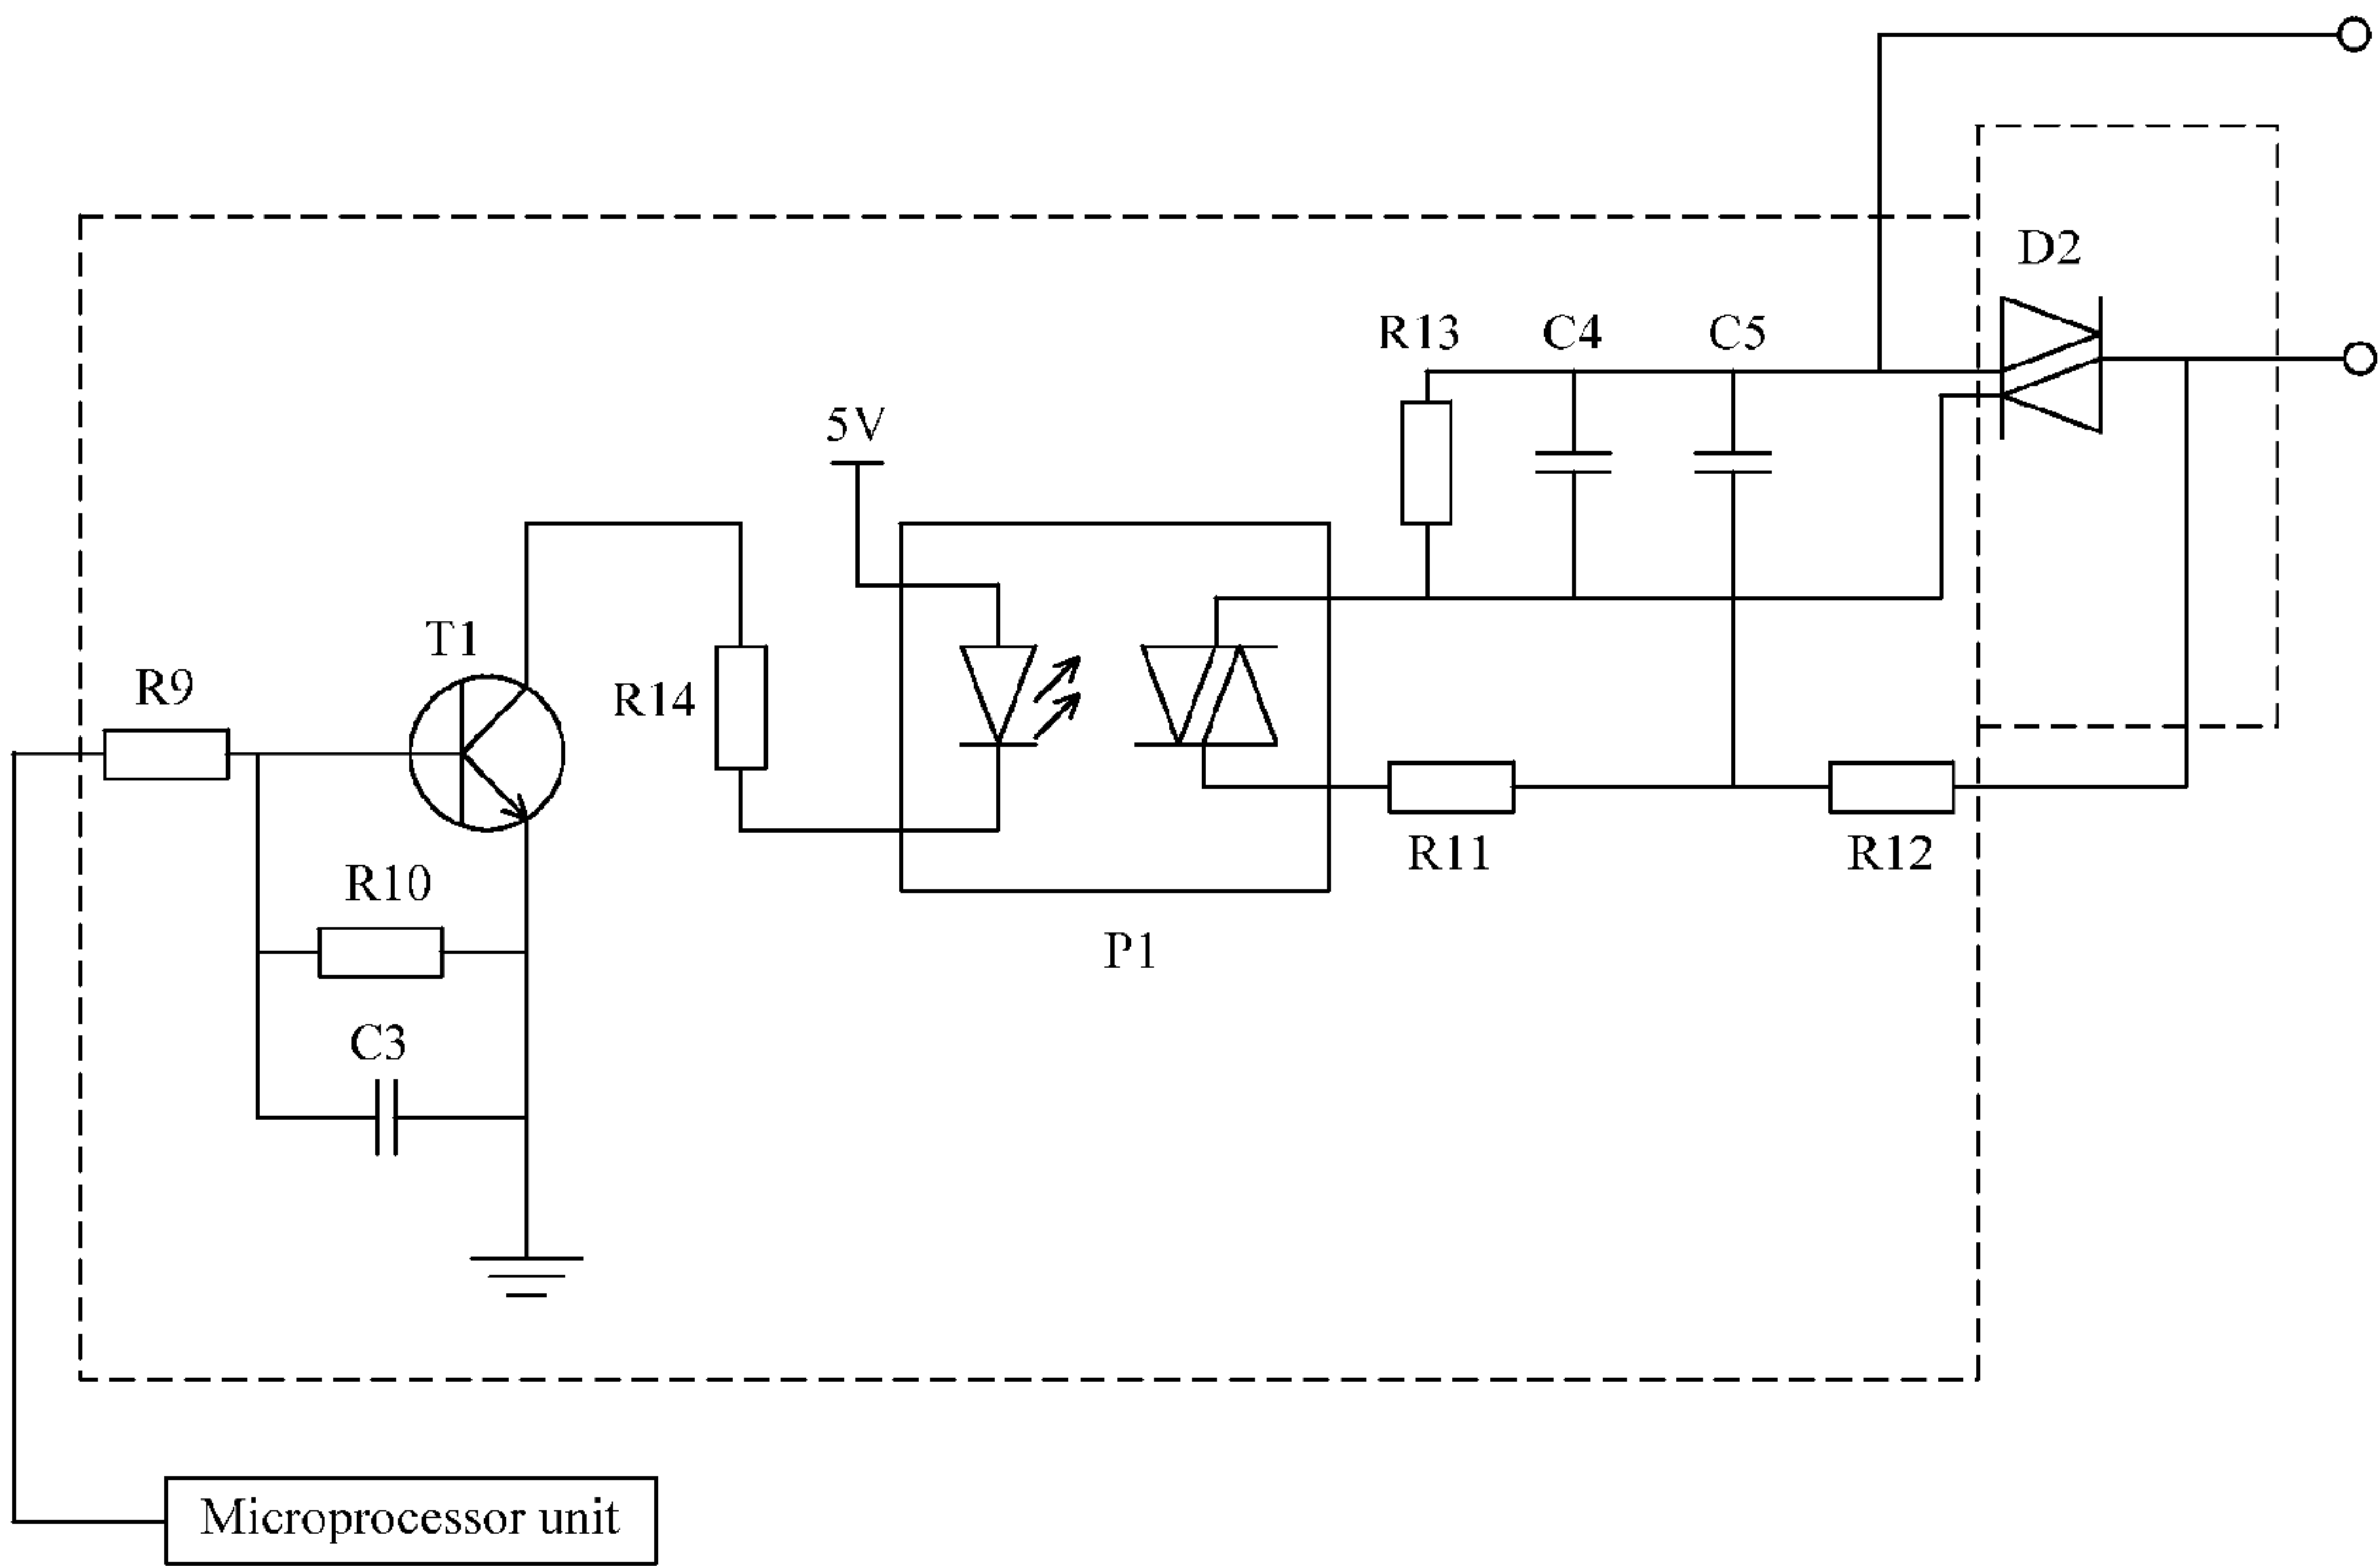 D2
R13
C4
C5
5V
T1
R9
R14
R11
R12
R10
P1
C3
Microprocessor unit